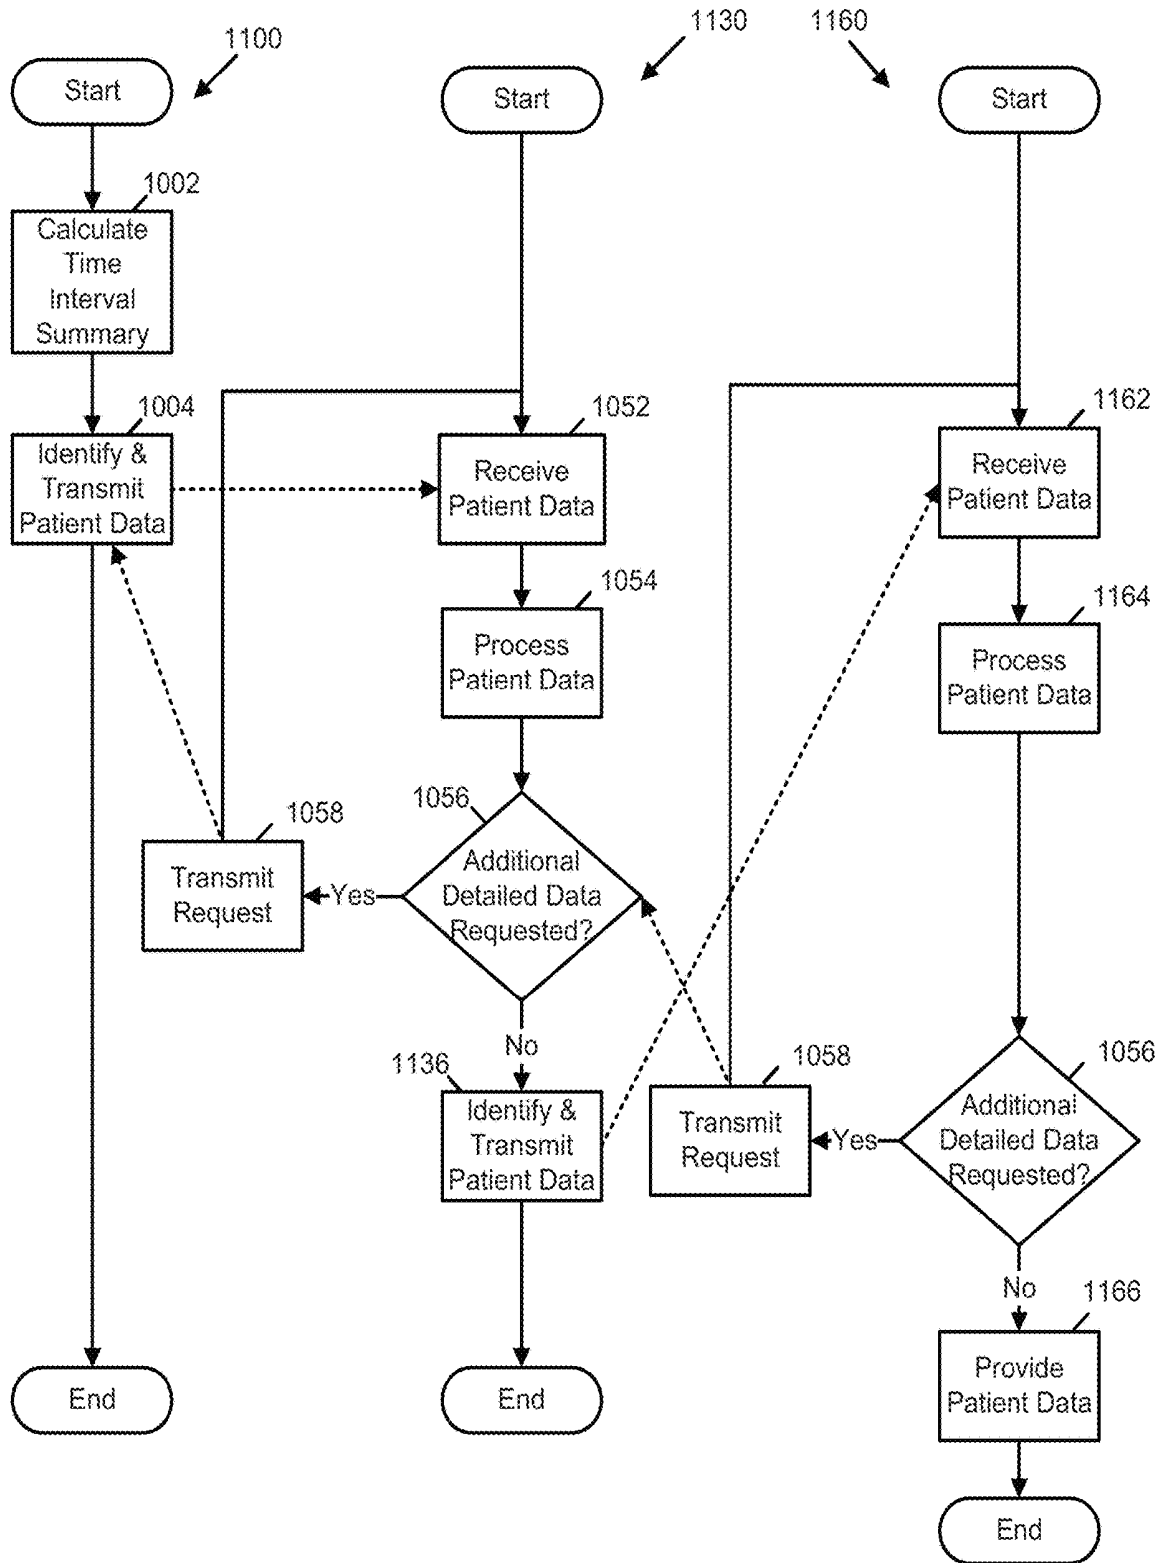 1100
Start
1002
Calculate
Time
Interval
Summary
1004
Identify &
Transmit
Patient Data
End
1130
Start
1052
Receive
Patient Data
1054
Process
Patient Data
1056
Additional
Detailed Data
Requested?
Yes
1058
Transmit
Request
No
1136
Identify &
Transmit
Patient Data
End
1160
Start
1162
Receive
Patient Data
1164
Process
Patient Data
1056
Additional
Detailed Data
Requested?
Yes
1058
Transmit
Request
No
1166
Provide
Patient Data
End